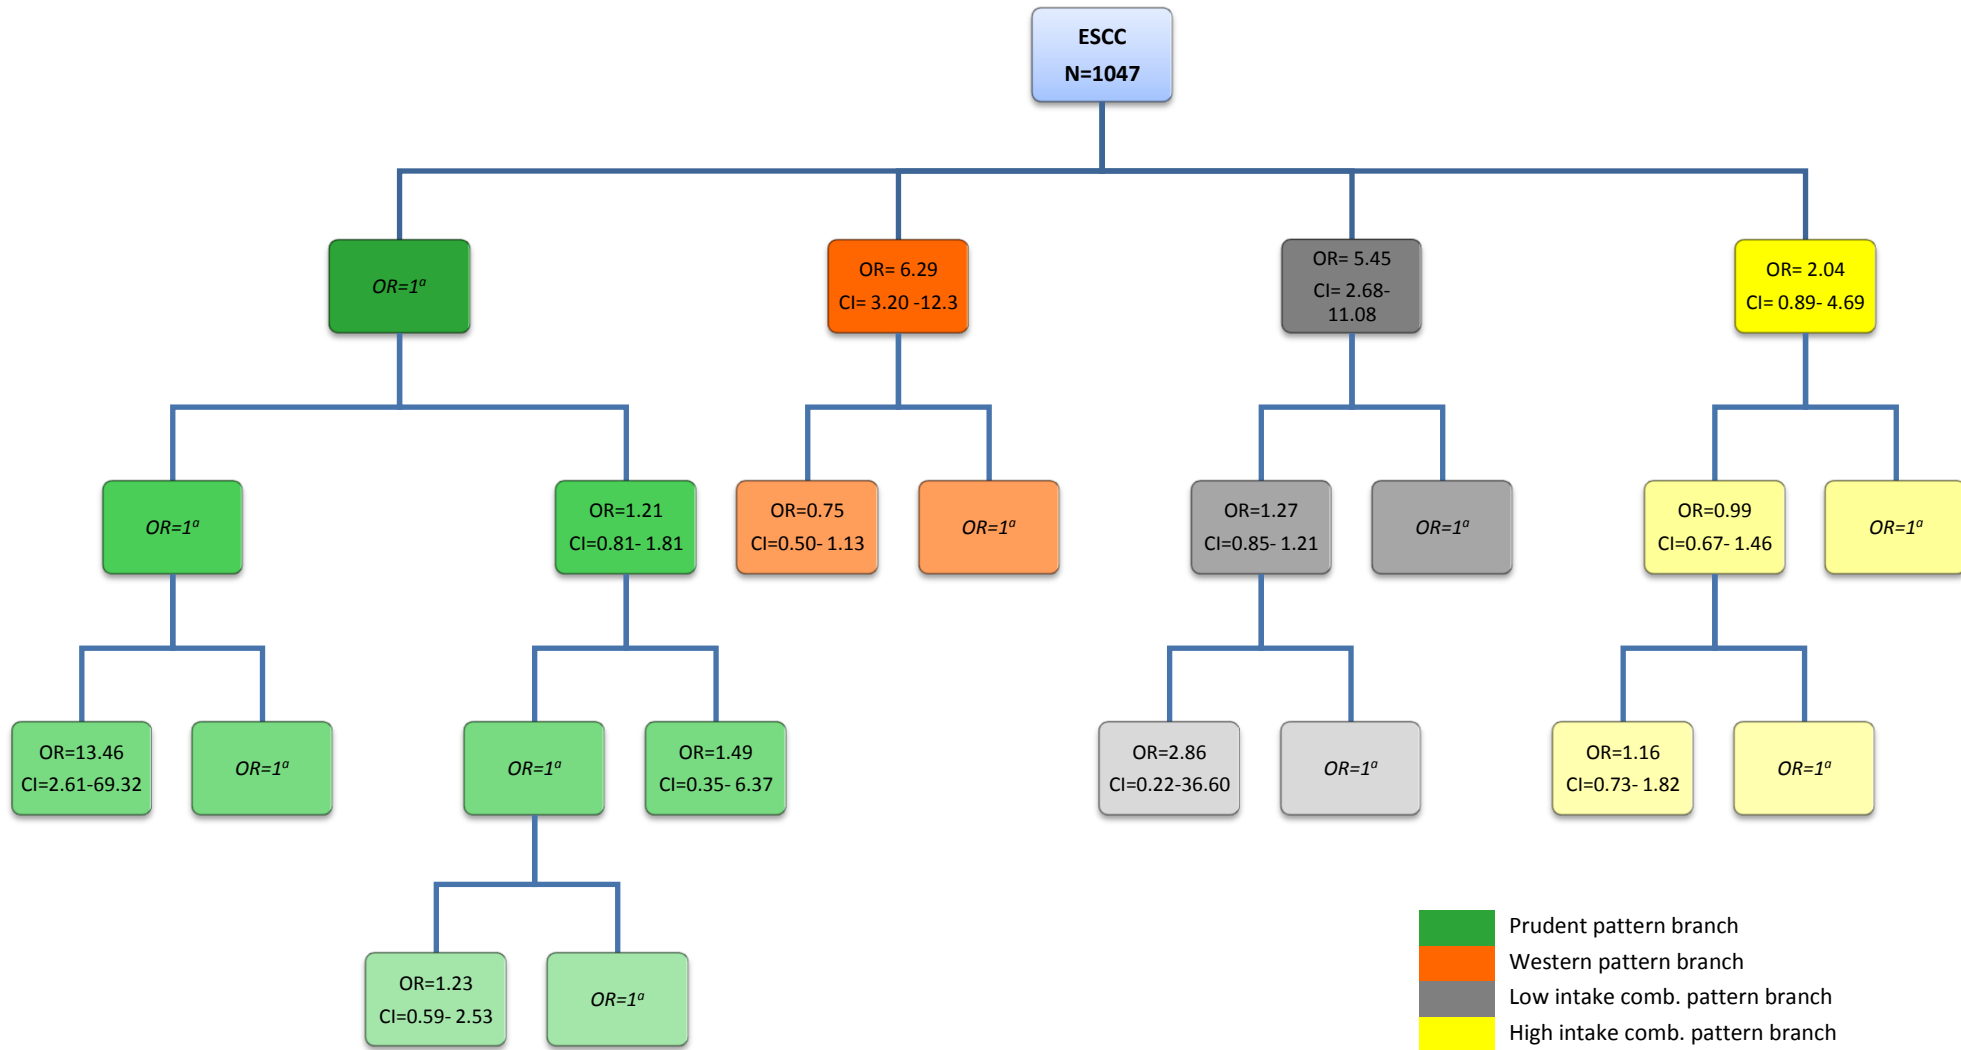 ESCC
N=1047
OR=1ª
OR= 6.29
CI= 3.20 -12.3
OR= 5.45
CI= 2.68-
11.08
OR= 2.04
CI= 0.89- 4.69
OR=1ª
OR=1.21
CI=0.81- 1.81
OR=0.75
CI=0.50- 1.13
OR=1ª
OR=1.27
CI=0.85- 1.21
OR=1ª
OR=0.99
CI=0.67- 1.46
OR=1ª
OR=13.46
CI=2.61-69.32
OR=1ª
OR=1ª
OR=1.49
CI=0.35- 6.37
OR=2.86
CI=0.22-36.60
OR=1ª
OR=1.16
CI=0.73- 1.82
OR=1ª
OR=1.23
CI=0.59- 2.53
OR=1ª
Prudent pattern branch
Western pattern branch
Low intake comb. pattern branch
High intake comb. pattern branch